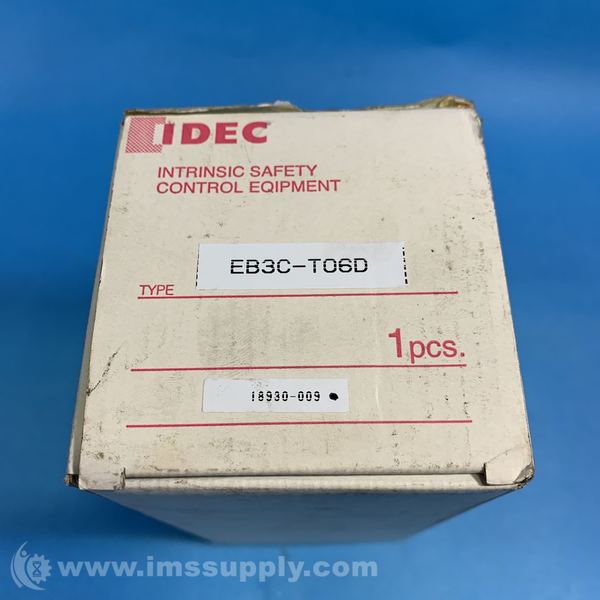 IDEC
INTRINSIC SAFETY
CONTROL EQIPMENT
EB3C-T06D
TYPE
1pcs.
18930-009
www.imssupply.com